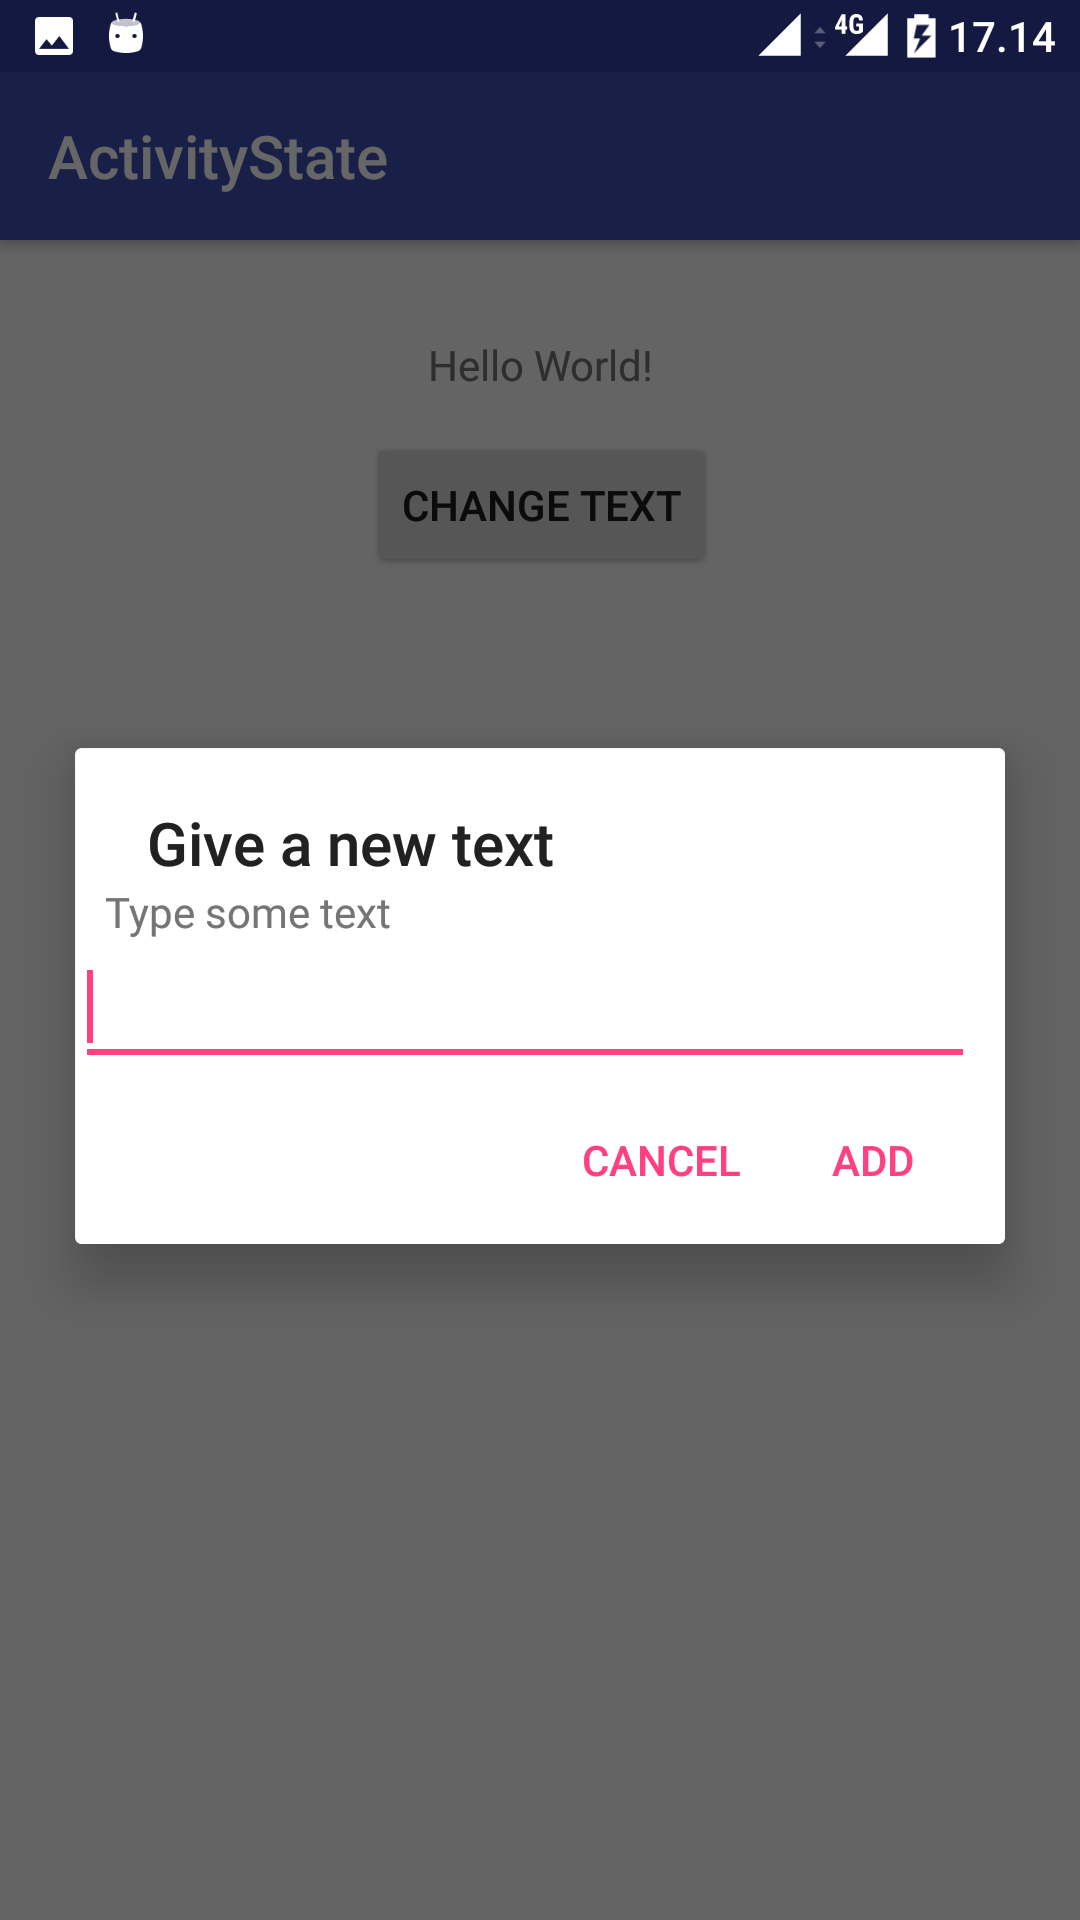 4G 17.14
ActivityState
Hello World!
CHANGE TEXT
Give a new text
Type some text
CANCEL ADD